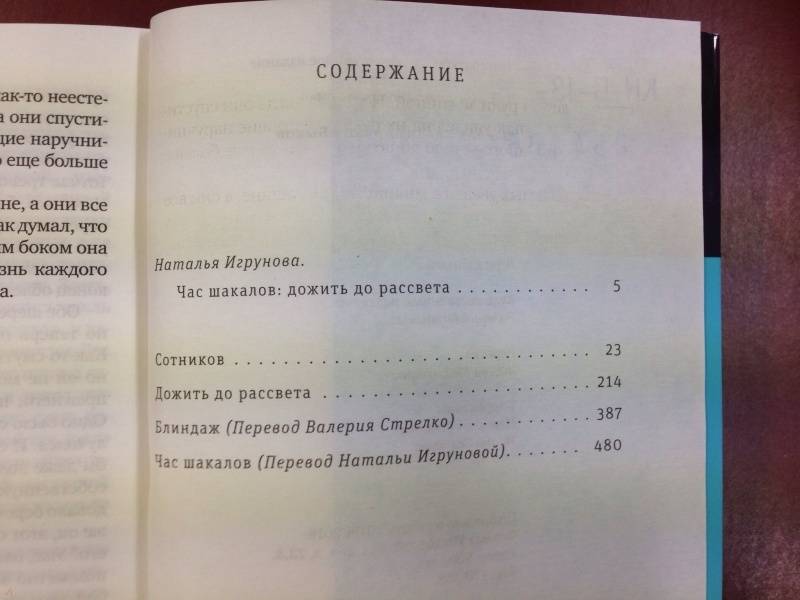 ак-то неесте-
а они спусти-
щие наручни-
о еще больше
не, а они все
ак думал, что
им боком она
знь каждого
а.
СОДЕРЖАНИЕ
Наталья Игрунова.
Час шакалов: дожить до рассвета . . . . . . . . . . . . 5
Сотников . . . . . . . . . . . . . . . . . . . . . . . . . . . . . . . 23
Дожить до рассвета . . . . . . . . . . . . . . . . . . . . . . . 214
Блиндаж (Перевод Валерия Стрелко) . . . . . . . . . . . . 387
Час шакалов (Перевод Натальи Игруновой). . . . . . . 480